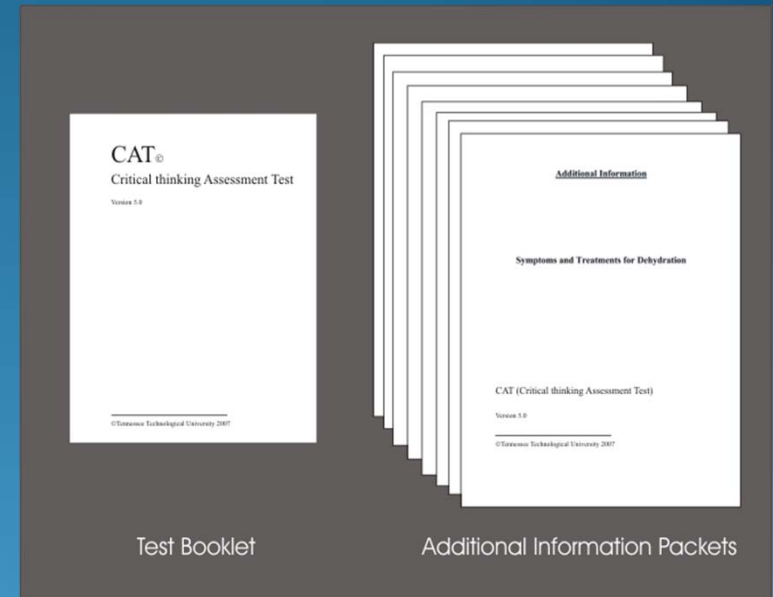 CAT©
Critical thinking Assessment Test
Version 5.0
©Tennessee Technological University 2007
Test Booklet
Additional Information
Symptoms and Treatments for Dehydration
CAT (Critical thinking Assessment Test)
Version 5.0
©Tennessee Technological University 2007
Additional Information Packets